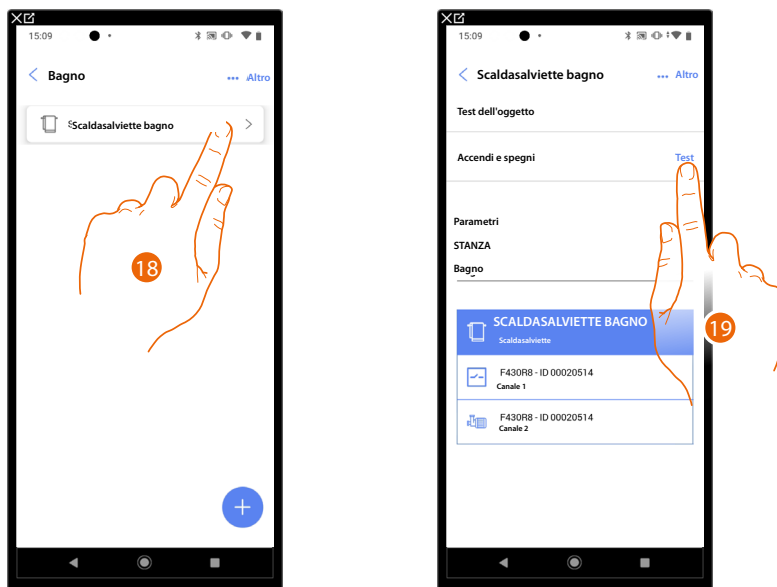 15:09
Bagno
Altro
Scaldasalviette bagno
18
15:09
Scaldasalviette bagno
Altro
Test dell'oggetto
Accendi e spegni
Test
Parametri
STANZA
Bagno
SCALDASALVIETTE BAGNO
Scaldasalviette
F430R8 - ID 00020514
Canale 1
F430R8 - ID 00020514
Canale 2
19